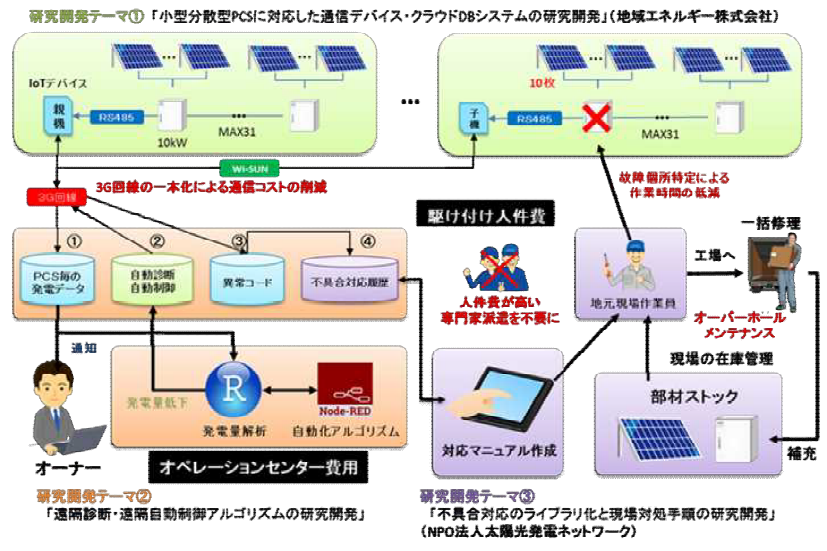 研究開発テーマ①「小型分散型PCSに対応した通信デバイス・クラウドDBシステムの研究開発」(地域エネルギー株式会社)
IoTデバイス
親機
RS485
10kW
MAX31
10枚
子機
RS485
MAX31
Wi-SUN
3G回線
3G回線の一本化による通信コストの削減
故障個所特定による
作業時間の低減
駆け付け人件費
①
②
③
④
PCS毎の
発電データ
自動診断
自動制御
異常コード
不具合対応履歴
人件費が高い
専門家派遣を不要に
地元現場作業員
工場へ
一括修理
オーバーホール
メンテナンス
通知
発電量低下
R
発電量解析
Node-RED
自動化アルゴリズム
オーナー
オペレーションセンター費用
対応マニュアル作成
現場の在庫管理
部材ストック
補充
研究開発テーマ②
「遠隔診断・遠隔自動制御アルゴリズムの研究開発」
研究開発テーマ③
「不具合対応のライブラリ化と現場対処手順の研究開発」
(NPO法人太陽光発電ネットワーク)